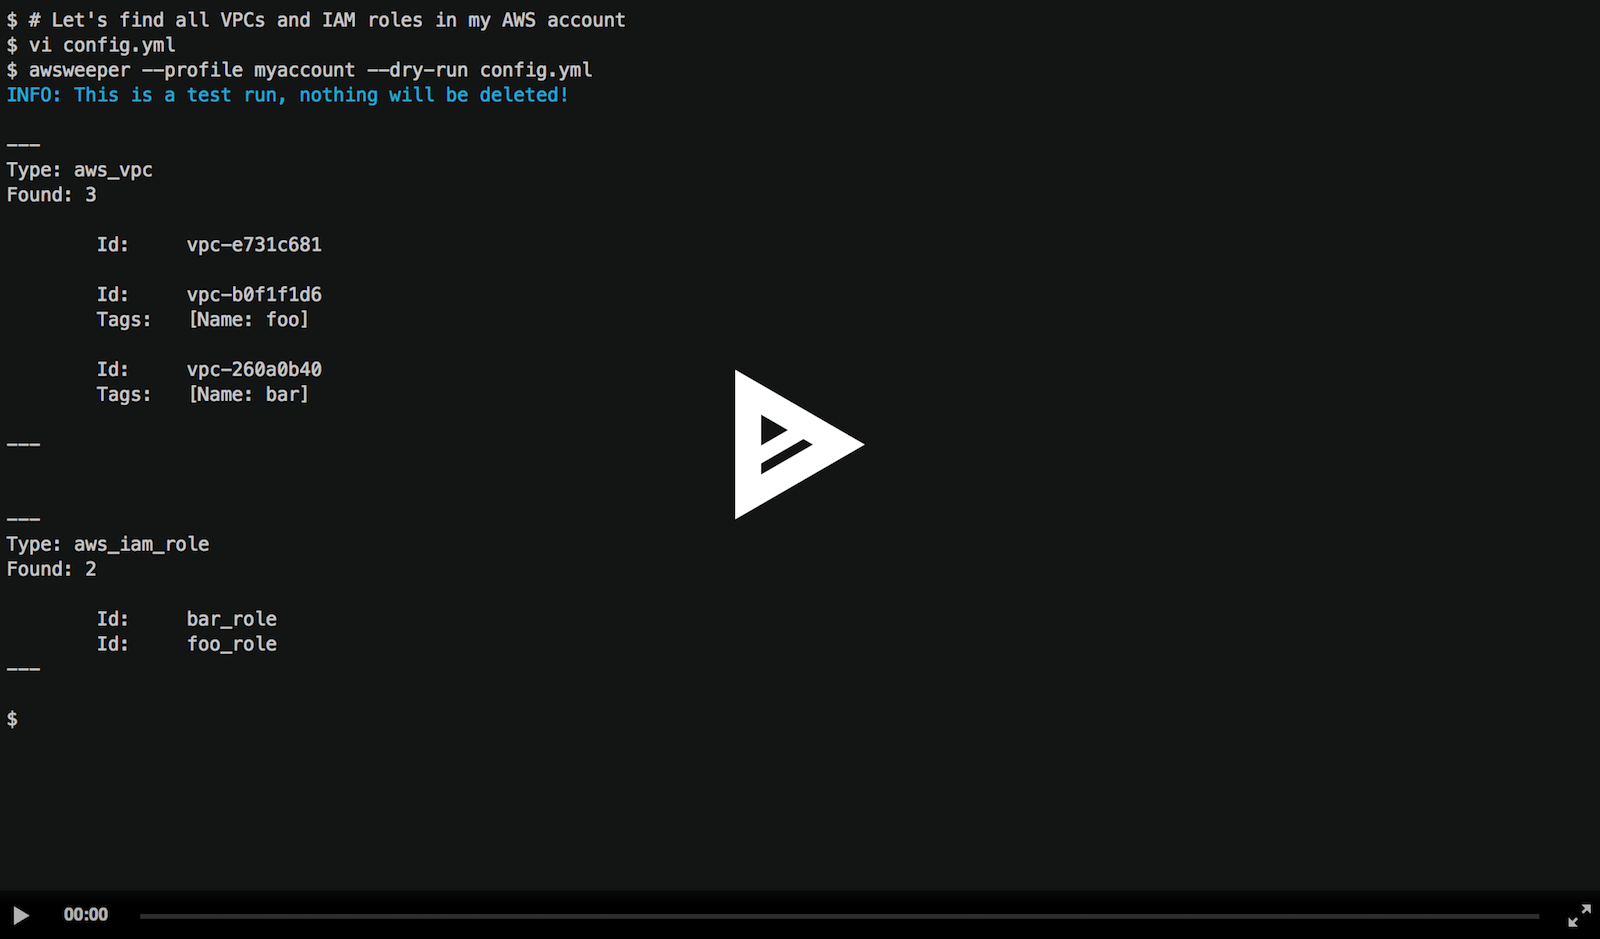 $ # Let's find all VPCs and IAM roles in my AWS account
$ vi config.yml
$ awsweeper --profile myaccount --dry-run config.yml
INFO: This is a test run, nothing will be deleted!
---
Type: aws_vpc
Found: 3
Id: vpc-e731c681
Id: vpc-b0f1f1d6
Tags: [Name: foo]
Id: vpc-260a0b40
Tags: [Name: bar]
---
---
Type: aws_iam_role
Found: 2
Id: bar_role
Id: foo_role
---
$
00:00